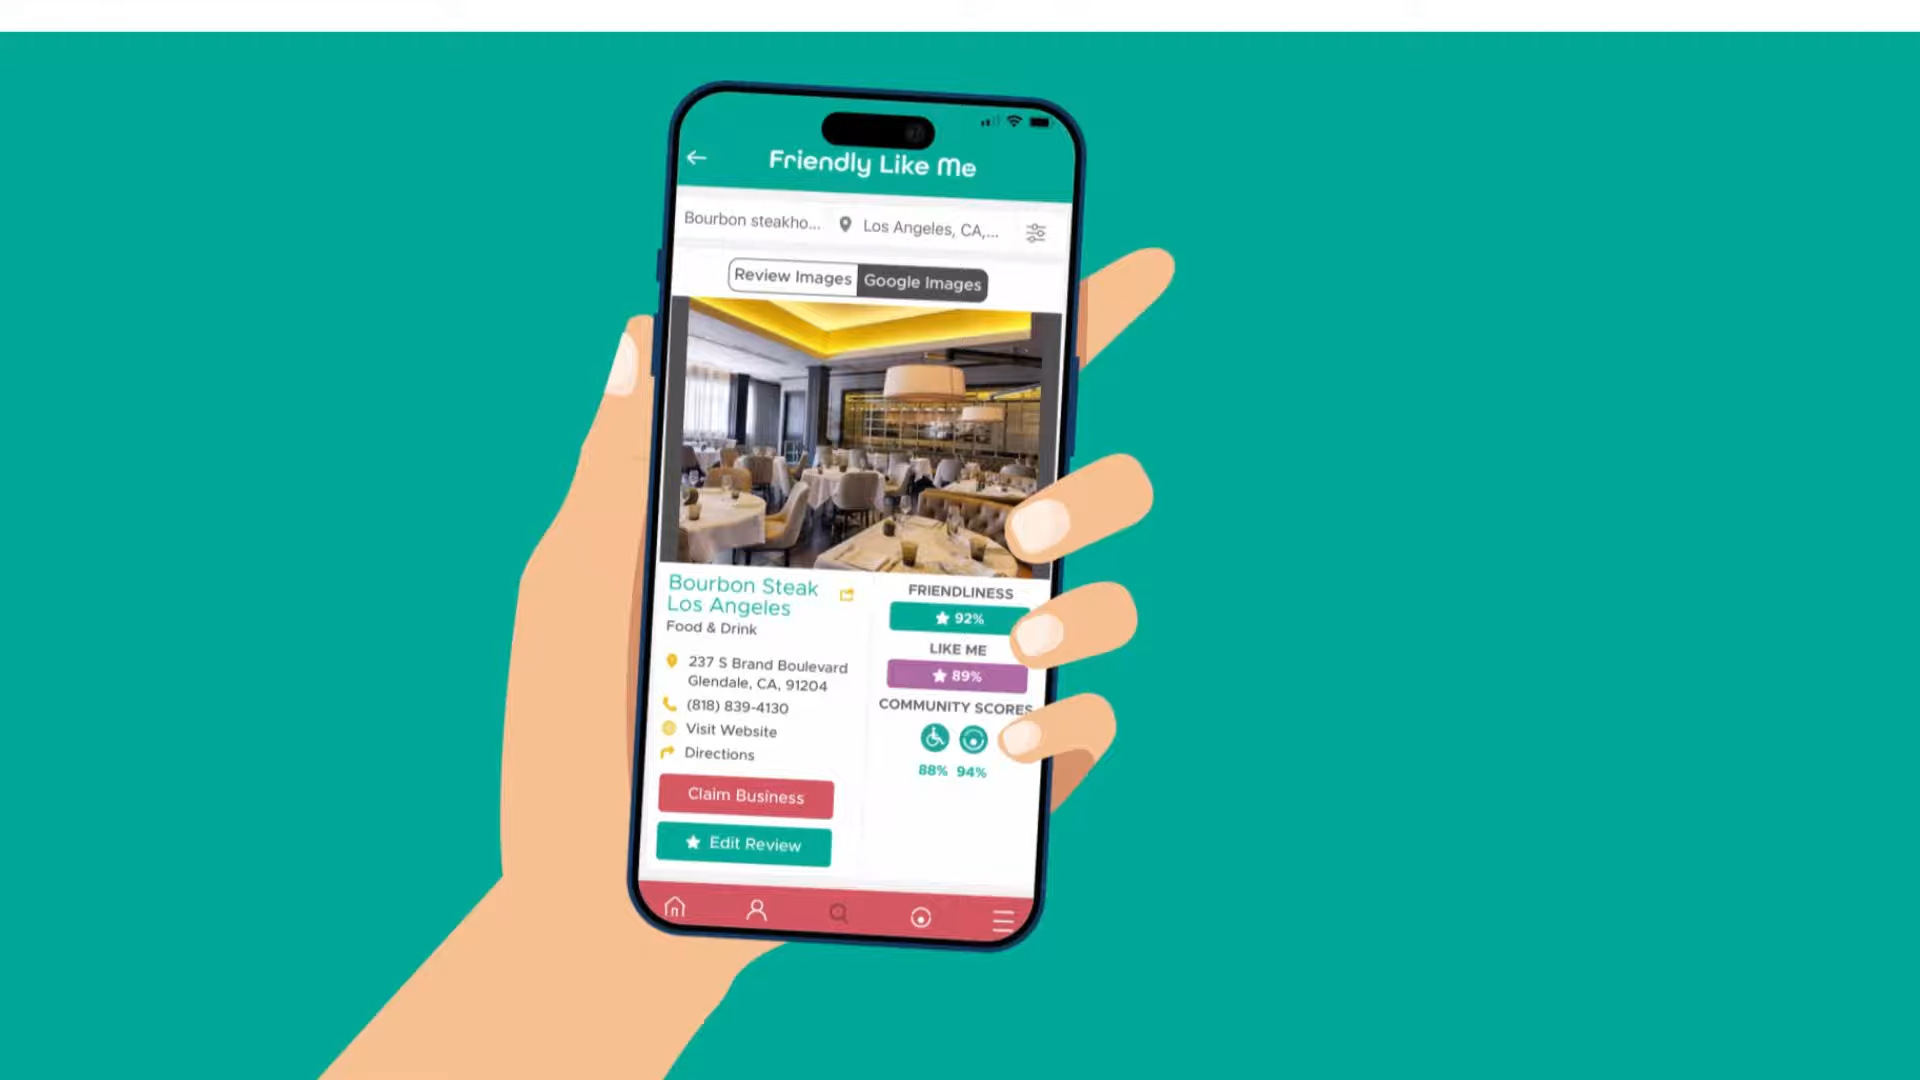 Friendly Like Me
Bourbon steakho...
Los Angeles, CA,...
Review Images
Google Images
Bourbon Steak
Los Angeles
Food & Drink
237 S Brand Boulevard
Glendale, CA, 91204
(818) 839-4130
Visit Website
Directions
Claim Business
Edit Review
FRIENDLINESS
92%
LIKE ME
89%
COMMUNITY SCORES
88% 94%